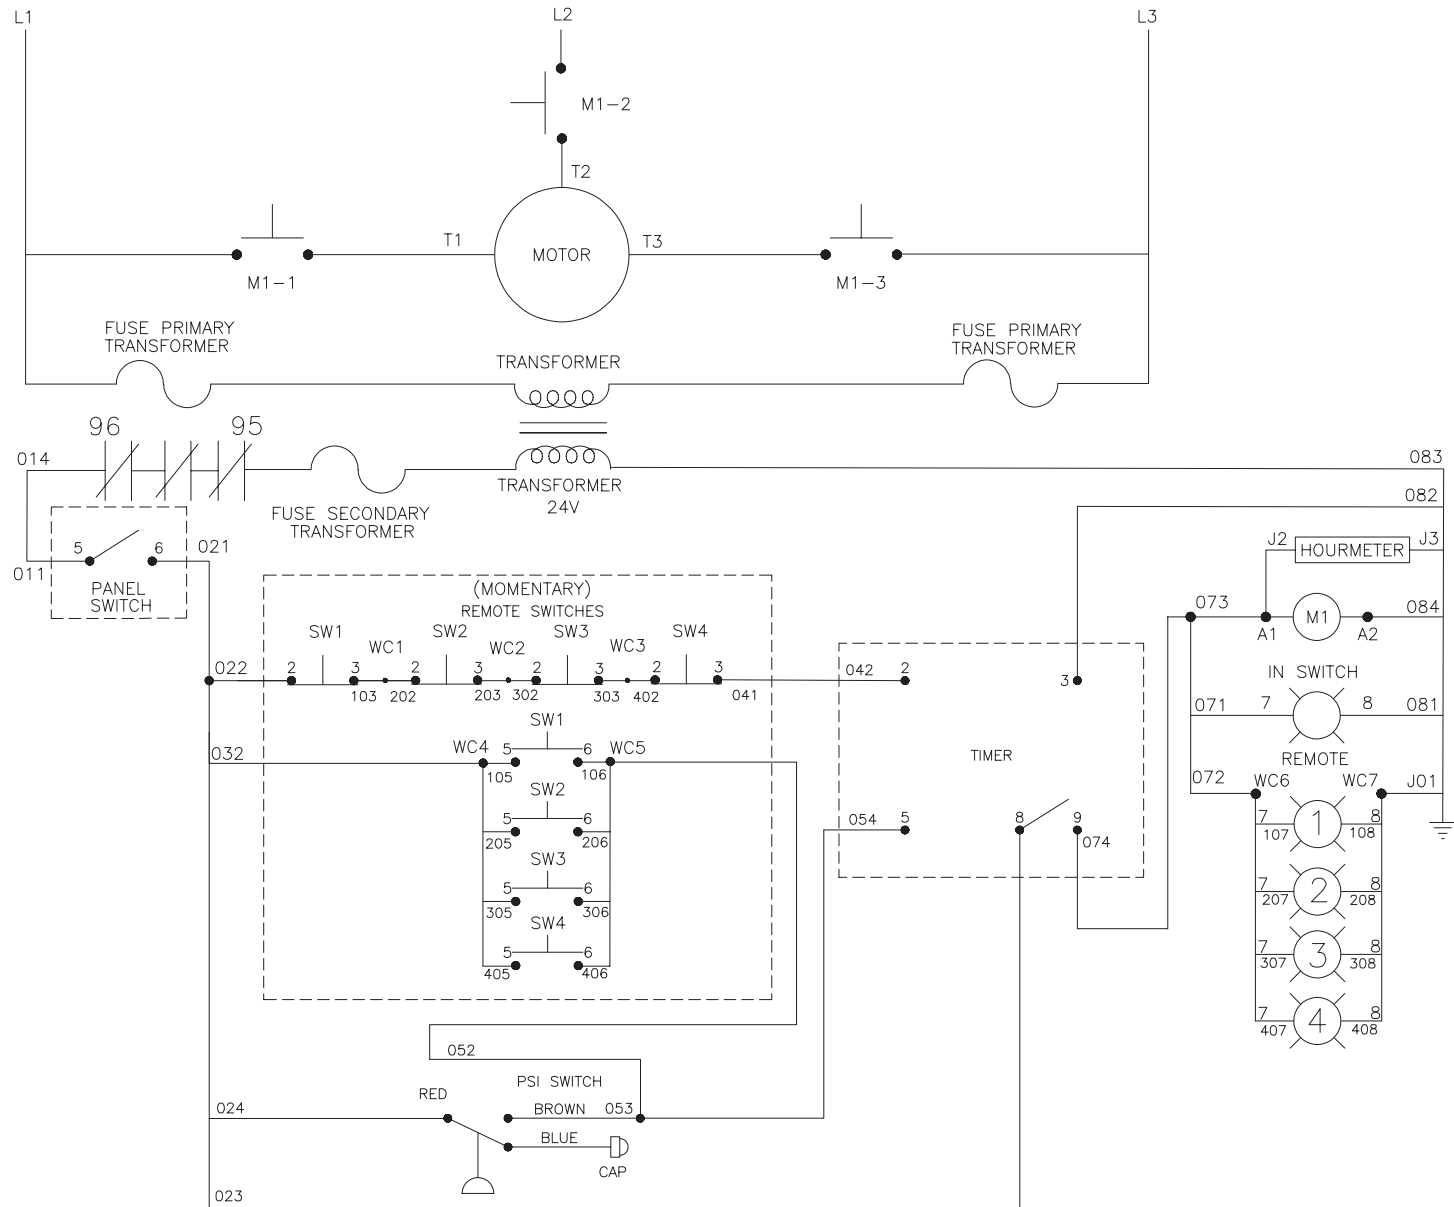 L1
L2
L3
M1-2
T2
T1
MOTOR
T3
M1-1
M1-3
FUSE PRIMARY
TRANSFORMER
TRANSFORMER
FUSE PRIMARY
TRANSFORMER
96
95
014
083
TRANSFORMER
24V
FUSE SECONDARY
TRANSFORMER
082
5
6
021
011
PANEL
SWITCH
J2
HOURMETER
J3
(MOMENTARY)
REMOTE SWITCHES
073
084
A1
M1
A2
SW1
WC1
SW2
WC2
SW3
WC3
SW4
022
2
3
2
3
2
3
2
3
103
202
203
302
303
402
041
042
2
3
IN SWITCH
071
7
8
081
SW1
032
WC4
5
6
WC5
105
106
TIMER
REMOTE
072
WC6
WC7
J01
SW2
5
6
205
206
054
5
8
9
074
7
107
1
8
108
SW3
5
6
305
306
7
207
2
8
208
SW4
5
6
405
406
7
307
3
8
308
7
407
4
8
408
052
PSI SWITCH
RED
024
BROWN
053
BLUE
CAP
023